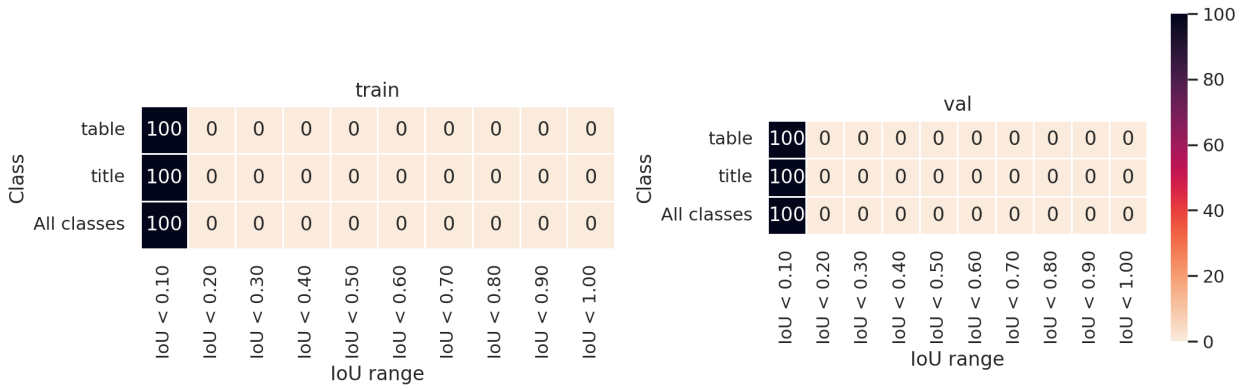 train
Class
table 100 0 0 0 0 0 0 0 0 0
title 100 0 0 0 0 0 0 0 0 0
All classes 100 0 0 0 0 0 0 0 0 0
IoU < 0.10 IoU < 0.20 IoU < 0.30 IoU < 0.40 IoU < 0.50 IoU < 0.60 IoU < 0.70 IoU < 0.80 IoU < 0.90 IoU < 1.00
IoU range
val
Class
table 100 0 0 0 0 0 0 0 0 0
title 100 0 0 0 0 0 0 0 0 0
All classes 100 0 0 0 0 0 0 0 0 0
IoU < 0.10 IoU < 0.20 IoU < 0.30 IoU < 0.40 IoU < 0.50 IoU < 0.60 IoU < 0.70 IoU < 0.80 IoU < 0.90 IoU < 1.00
IoU range
100
80
60
40
20
0